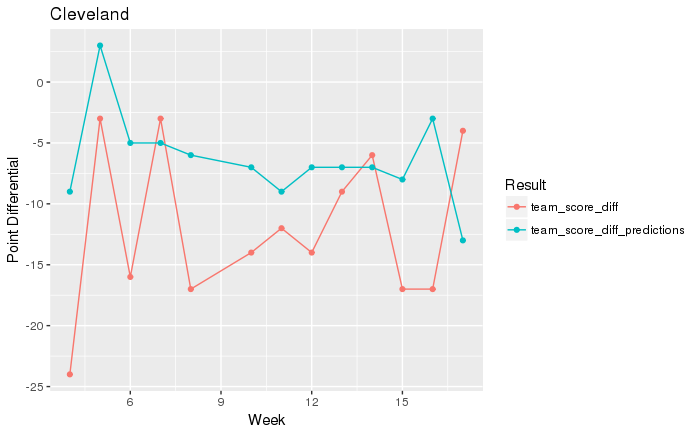 Cleveland
Point Differential
0
-5
-10
-15
-20
-25
6
9
12
15
Week
Result
team_score_diff
team_score_diff_predictions